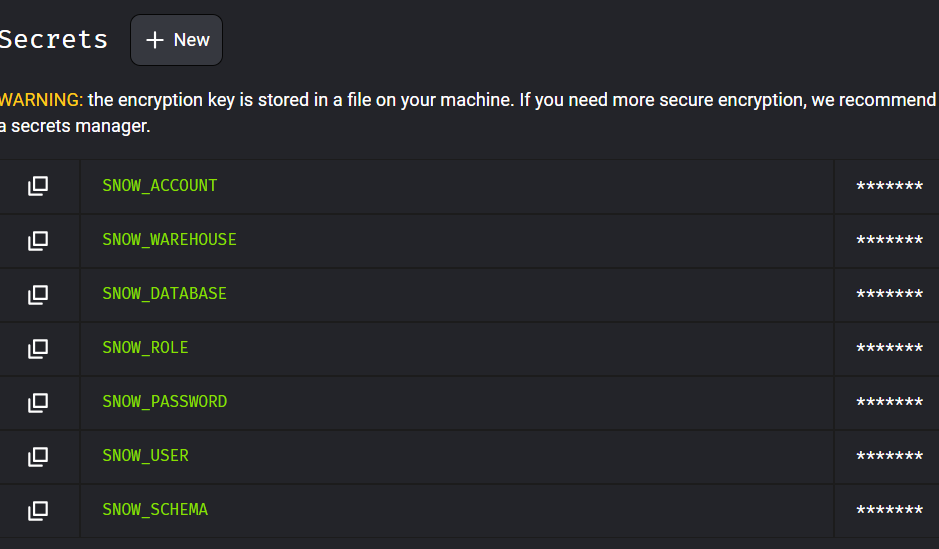 Secrets + New
WARNING: the encryption key is stored in a file on your machine. If you need more secure encryption, we recommend
a secrets manager.
SNOW_ACCOUNT *******
SNOW_WAREHOUSE *******
SNOW_DATABASE *******
SNOW_ROLE *******
SNOW_PASSWORD *******
SNOW_USER *******
SNOW_SCHEMA *******